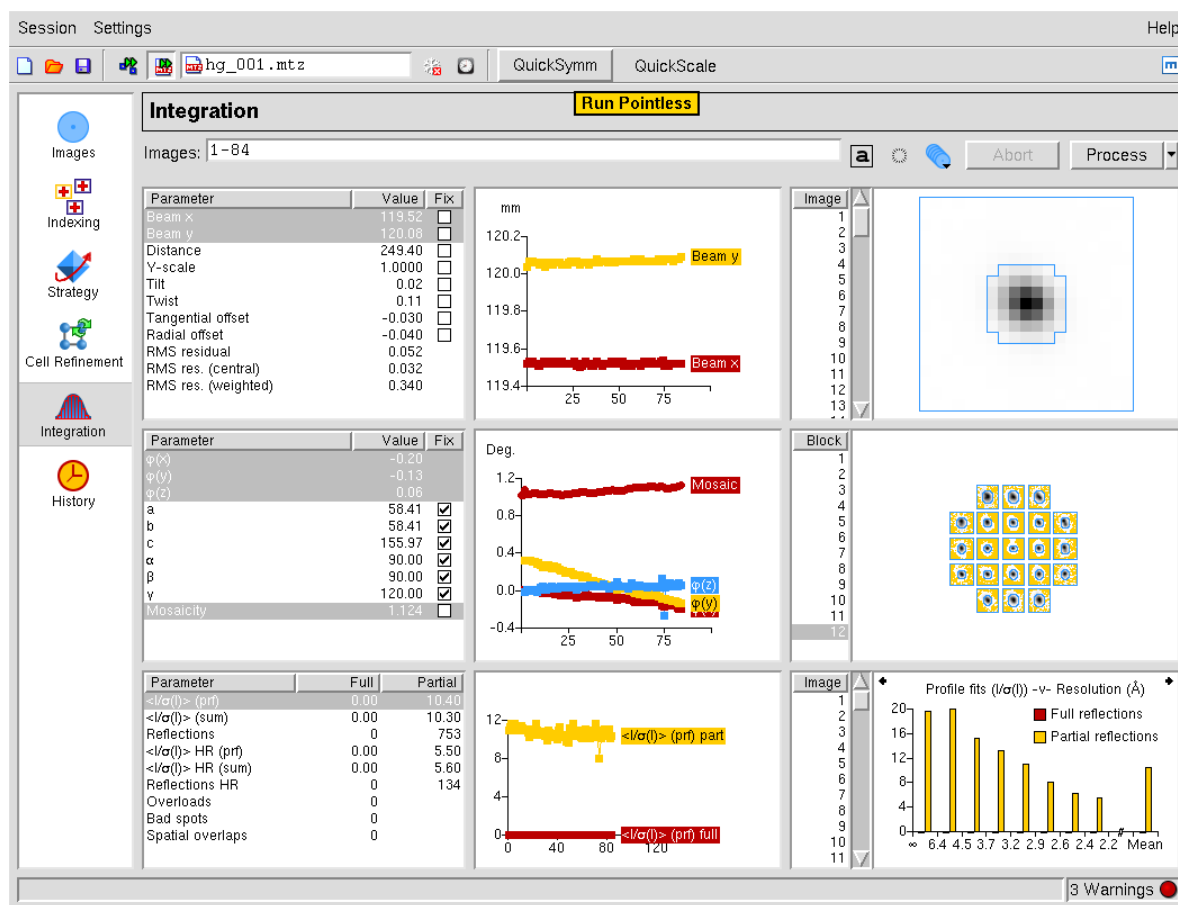 Session Settings Help
hg_001.mtz QuickSymm QuickScale
Run Pointless
Integration
Images: 1-84 a Abort Process
Images
Indexing
Strategy
Cell Refinement
Integration
History
Parameter Value Fix
Beam x 119.52
Beam y 120.08
Distance 249.40
Y-scale 1.0000
Tilt 0.02
Twist 0.11
Tangential offset -0.030
Radial offset -0.040
RMS residual 0.052
RMS res. (central) 0.032
RMS res. (weighted) 0.340
mm
120.2
120.0
119.8
119.6
119.4
25 50 75
Beam y
Beam x
Image
1
2
3
4
5
6
7
8
9
10
11
12
13
Parameter Value Fix
φ(x) -0.20
φ(y) -0.13
φ(z) 0.06
a 58.41
b 58.41
c 155.97
α 90.00
β 90.00
γ 120.00
Mosaicity 1.124
Deg.
1.2
0.8
0.4
0.0
-0.4
25 50 75
Mosaic
φ(z)
φ(y)
Block
1
2
3
4
5
6
7
8
9
10
11
12
Parameter Full Partial
<I/σ(I)> (prf) 0.00 10.40
<I/σ(I)> (sum) 0.00 10.30
Reflections 0 753
<I/σ(I)> HR (prf) 0.00 5.50
<I/σ(I)> HR (sum) 0.00 5.60
Reflections HR 0 134
Overloads 0
Bad spots 0
Spatial overlaps 0
12
8
4
0
0 40 80 120
<I/σ(I)> (prf) part
<I/σ(I)> (prf) full
Image
1
2
3
4
5
6
7
8
9
10
11
Profile fits (I/σ(I)) -v- Resolution (Å)
Full reflections
Partial reflections
20
16
12
8
4
0
∞ 6.4 4.5 3.7 3.2 2.9 2.6 2.4 2.2 Mean
3 Warnings